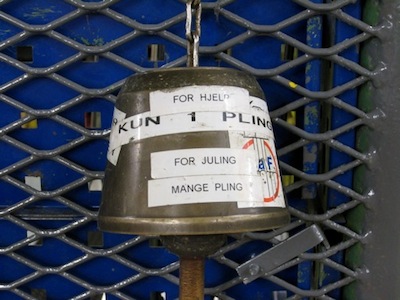 FOR HJELP
KUN 1 PLING
FOR JULING
MANGE PLING